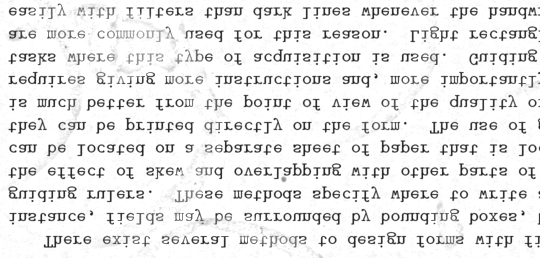 There exist several methods to design forms with fi
instance, fields may be surrounded by bounding boxes, 
guiding rulers. These methods specify where to write 
the effect of skew and overlapping with other parts of
can be located on a separate sheet of paper that is lo
they can be printed directly on the form. The use of g
is much better from the point of view of the quality o
requires giving more instructions and, more importantly
tasks where this type of acquisition is used. Guiding
are more commonly used for this reason. Light rectangl
easily with filters than dark lines whenever the handw